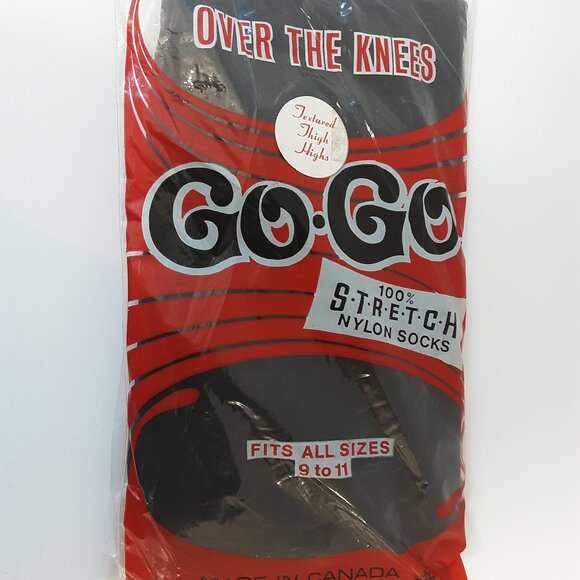 OVER THE KNEES
Textured
Thigh
Highs
GO·GO
100%
S·T·R·E·T·C·H
NYLON SOCKS
FITS ALL SIZES
9 to 11
MADE IN CANADA